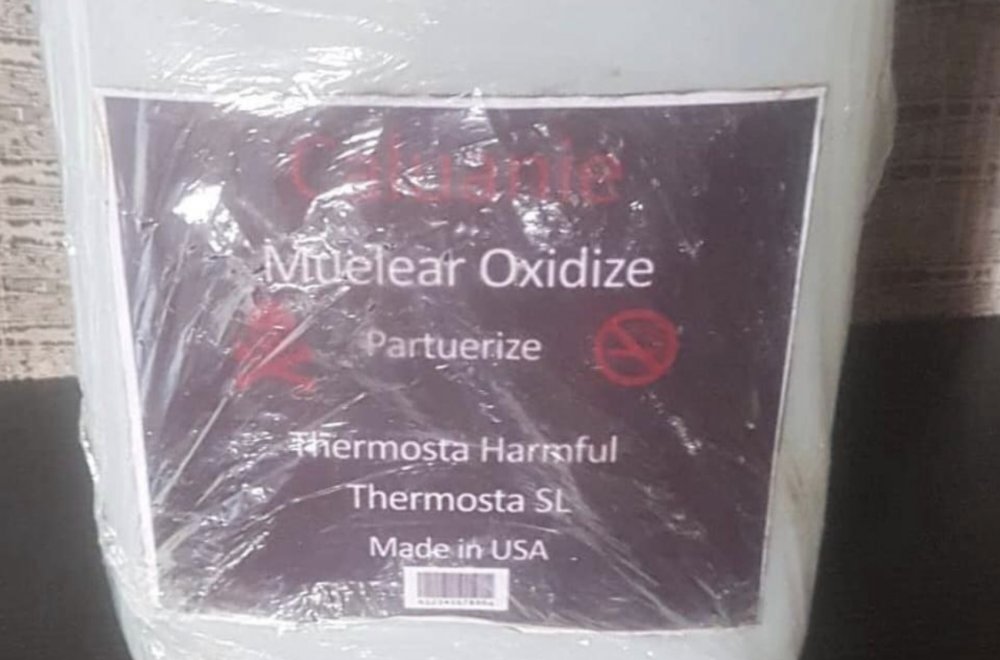 Caluanie
Muelear Oxidize
Partuerize
Thermosta Harmful
Thermosta SL
Made in USA